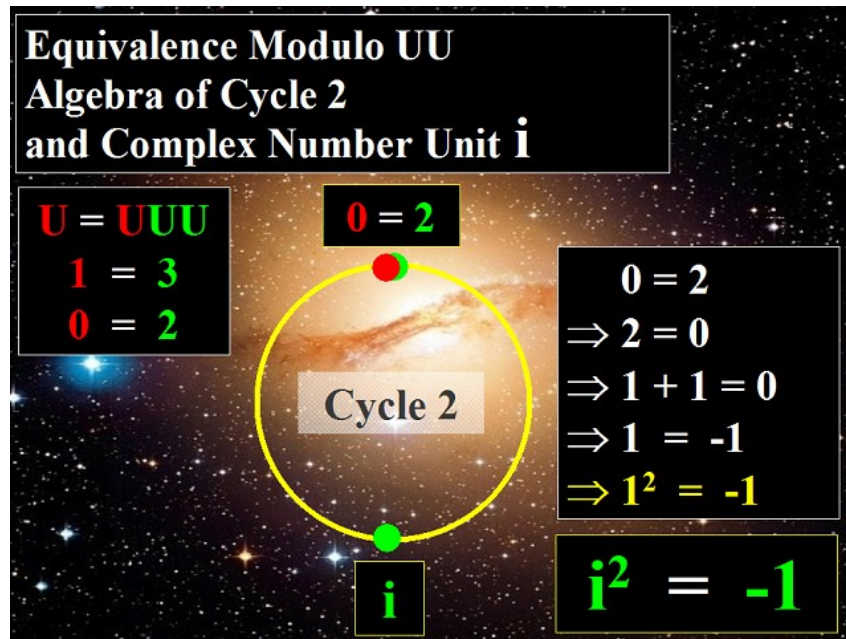 Equivalence Modulo UU
Algebra of Cycle 2
and Complex Number Unit i
U = UUU
1 = 3
0 = 2
0 = 2
Cycle 2
i
0 = 2
⇒ 2 = 0
⇒ 1 + 1 = 0
⇒ 1 = -1
⇒ 1² = -1
i² = -1